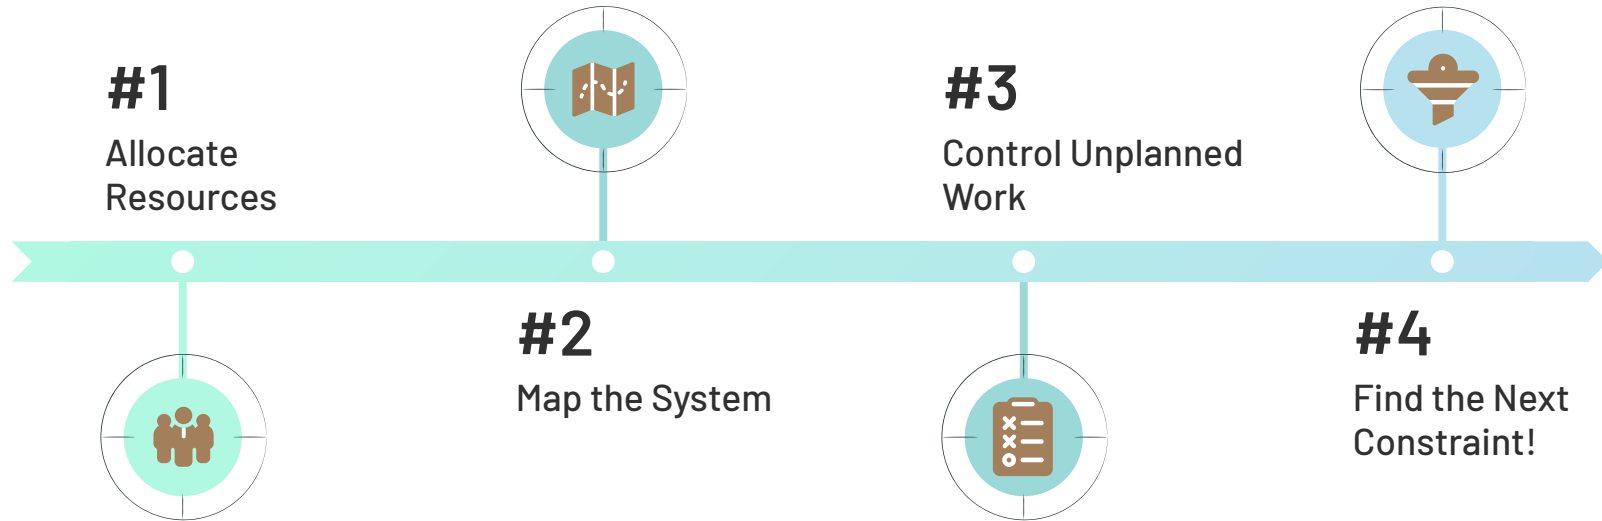 #1
Allocate
Resources
#2
Map the System
#3
Control Unplanned
Work
#4
Find the Next
Constraint!